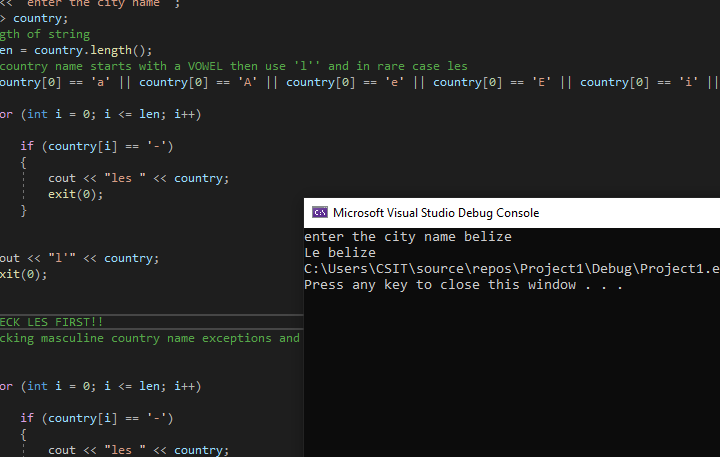 << "enter the city name ";
> country;
gth of string
en = country.length();
country name starts with a VOWEL then use 'l'' and in rare case les
ountry[0] == 'a' || country[0] == 'A' || country[0] == 'e' || country[0] == 'E' || country[0] == 'i' ||
or (int i = 0; i <= len; i++)
if (country[i] == '-')
{
cout << "les " << country;
exit(0);
}
out << "l'" << country;
xit(0);
ECK LES FIRST!!
cking masculine country name exceptions and
or (int i = 0; i <= len; i++)
if (country[i] == '-')
{
cout << "les " << country;
Microsoft Visual Studio Debug Console
enter the city name belize
Le belize
C:\Users\CSIT\source\repos\Project1\Debug\Project1.e
Press any key to close this window . . .